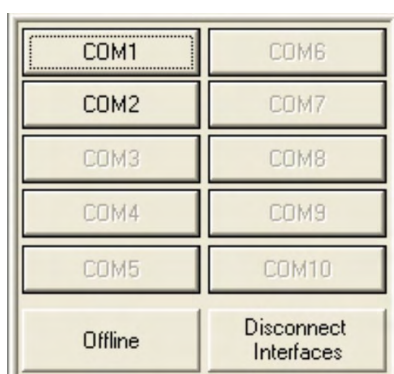 COM1 COM6
COM2 COM7
COM3 COM8
COM4 COM9
COM5 COM10
Offline Disconnect
Interfaces